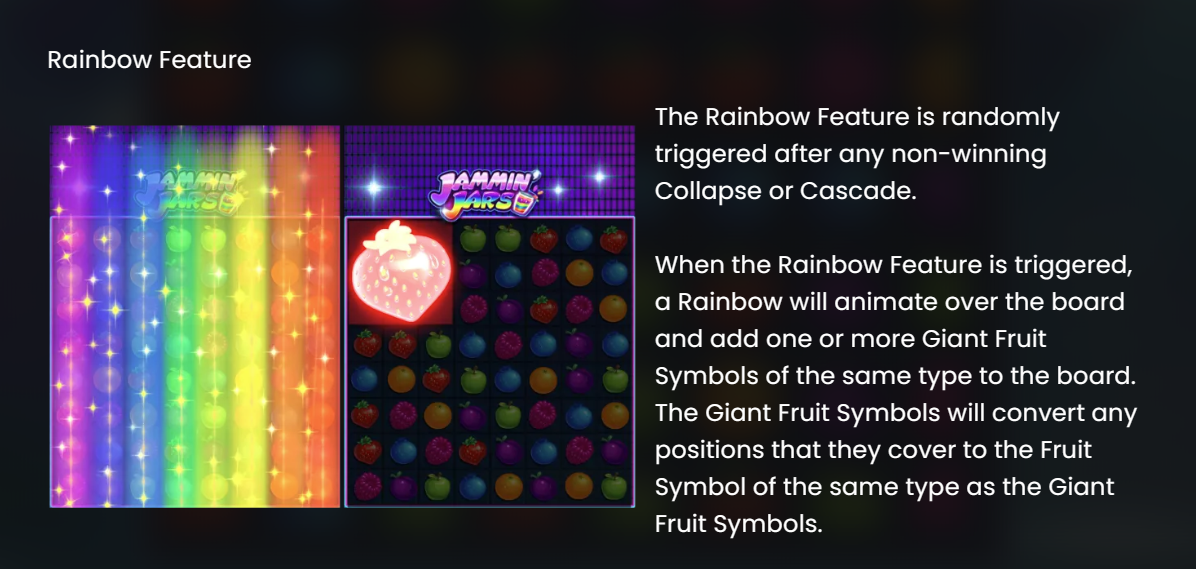 Rainbow Feature
JAMMIN'
JARS
JAMMIN'
JARS
The Rainbow Feature is randomly
triggered after any non-winning
Collapse or Cascade.
When the Rainbow Feature is triggered,
a Rainbow will animate over the board
and add one or more Giant Fruit
Symbols of the same type to the board.
The Giant Fruit Symbols will convert any
positions that they cover to the Fruit
Symbol of the same type as the Giant
Fruit Symbols.